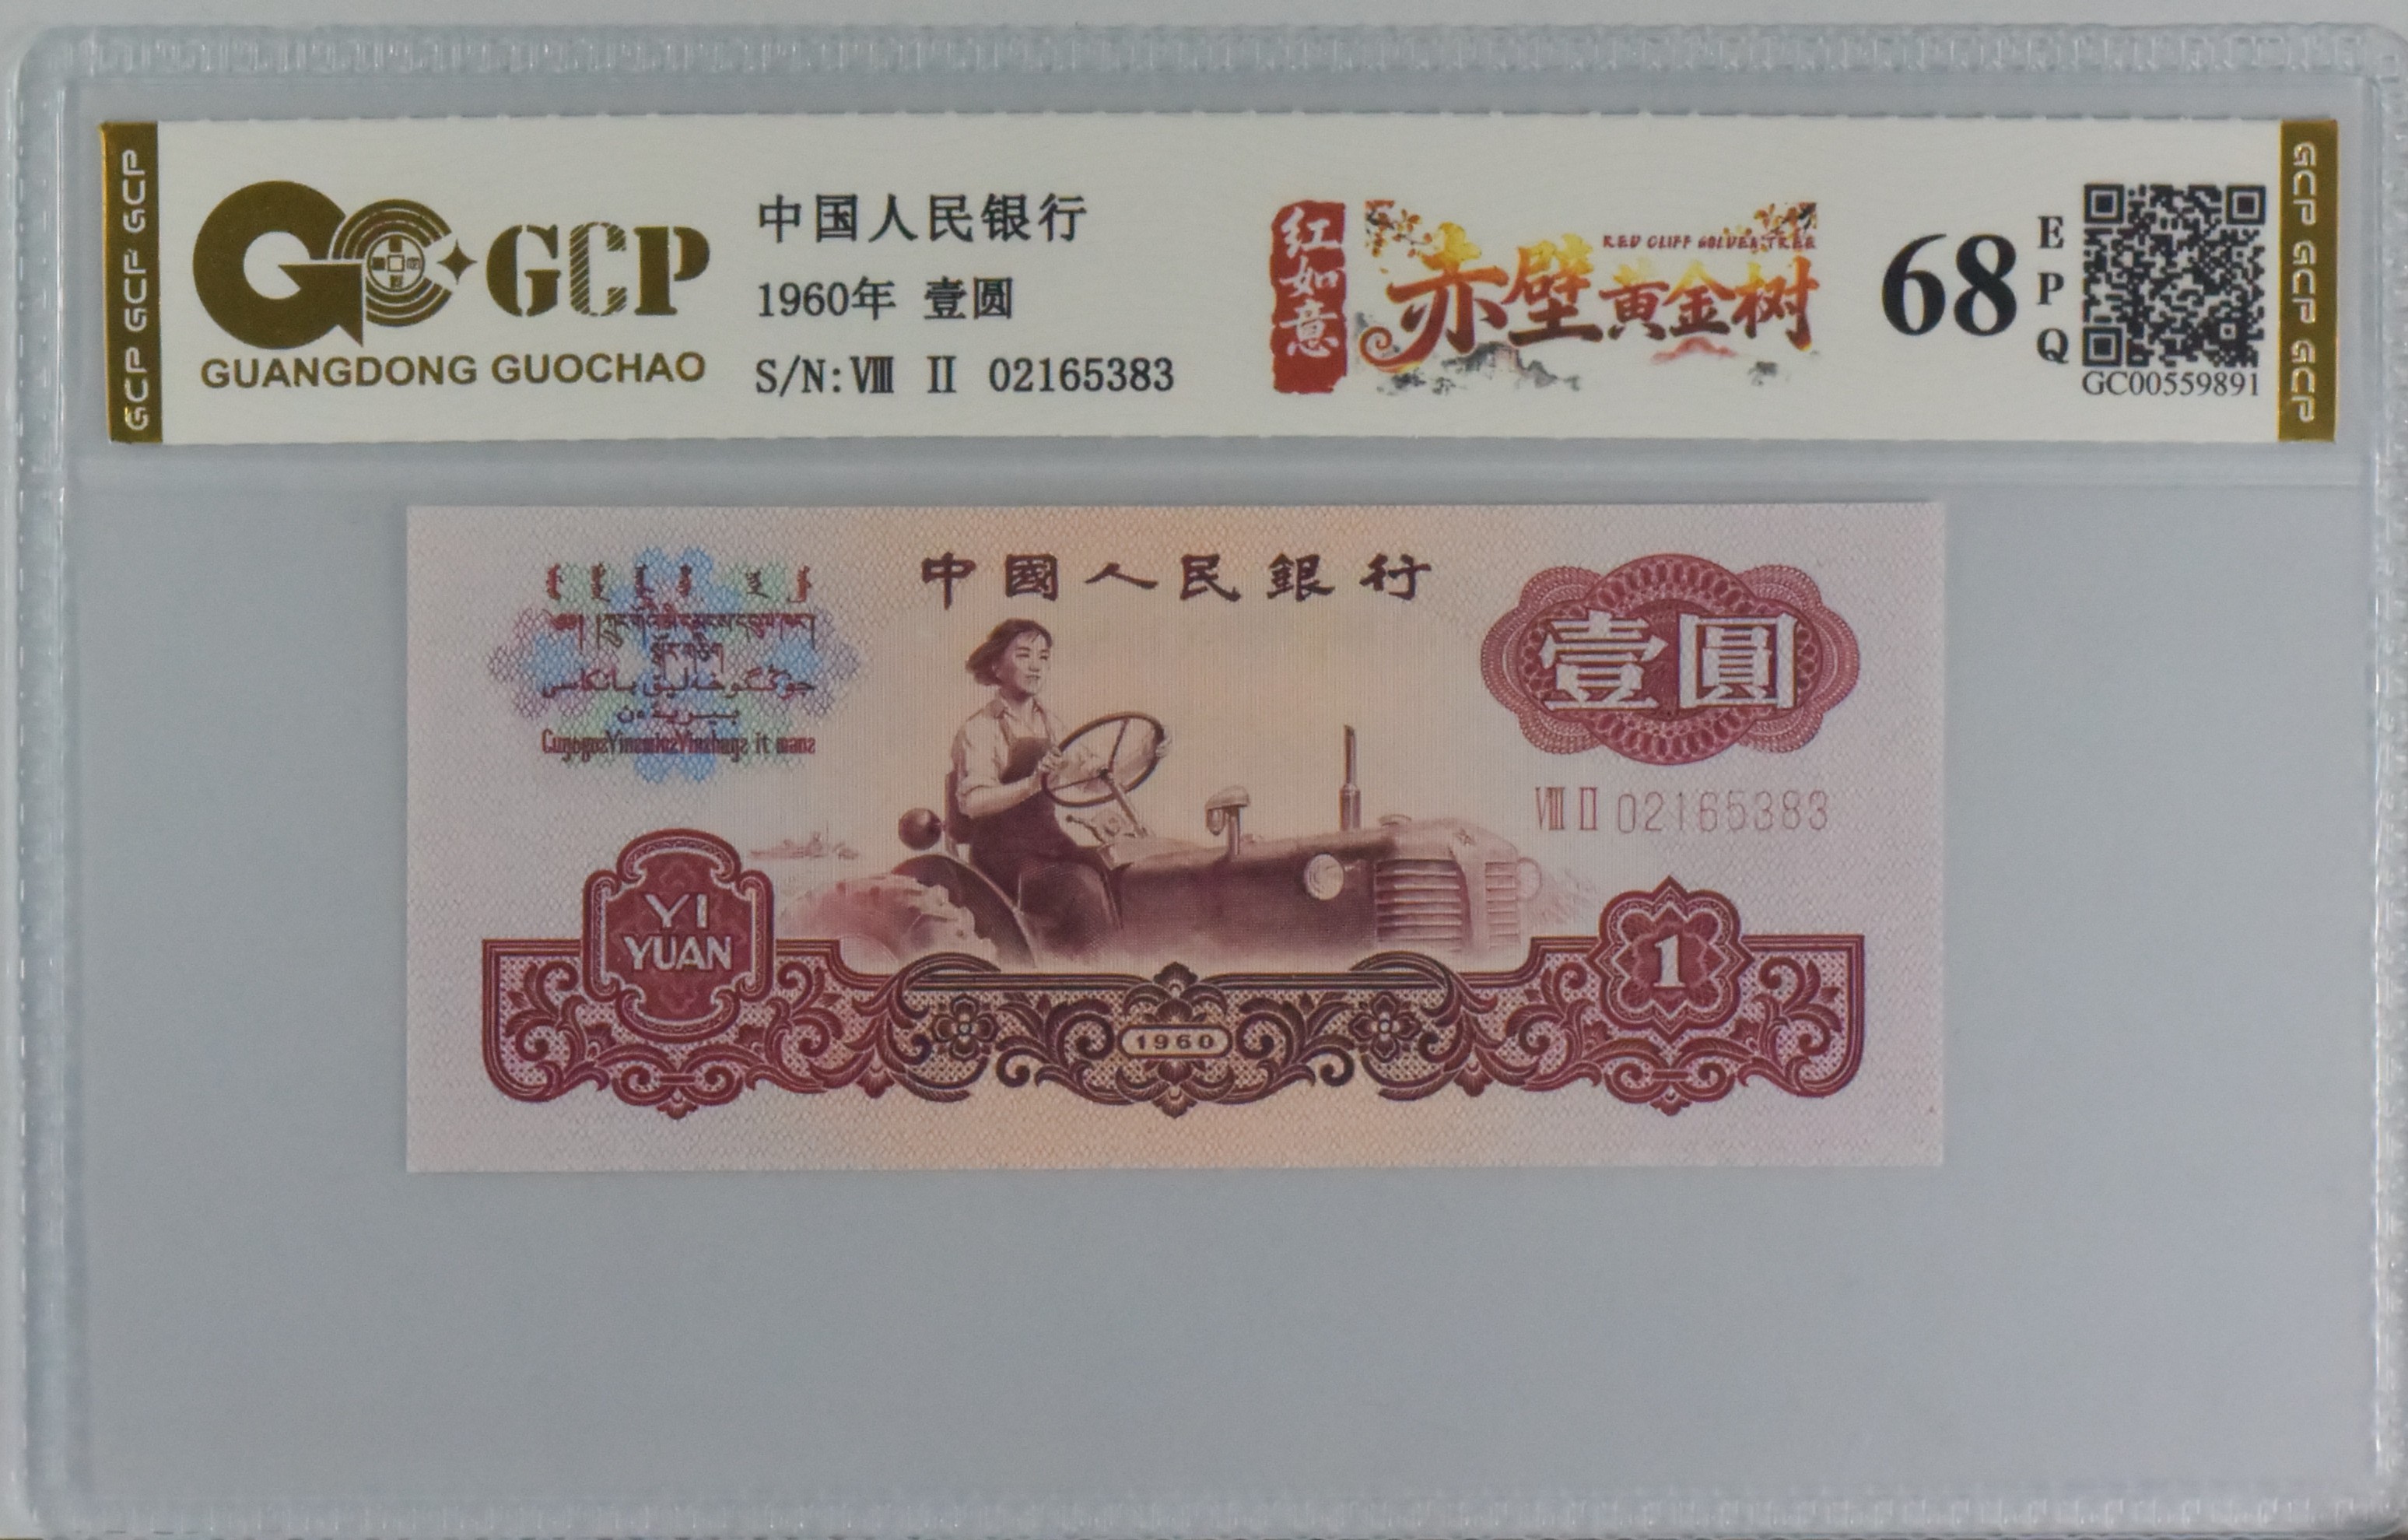 GCP GCP GCP
GCP
GUANGDONG GUOCHAO
中国人民银行
1960年 壹圆
S/N:Ⅷ Ⅱ 02165383
红如意
RED CLIFF GOLDEN TREE
赤壁黄金树
68
EPQ
GC00559891
GCP GCP GCP
中國人民銀行
壹圓
Ⅷ Ⅱ 02165383
YI
YUAN
1
1960